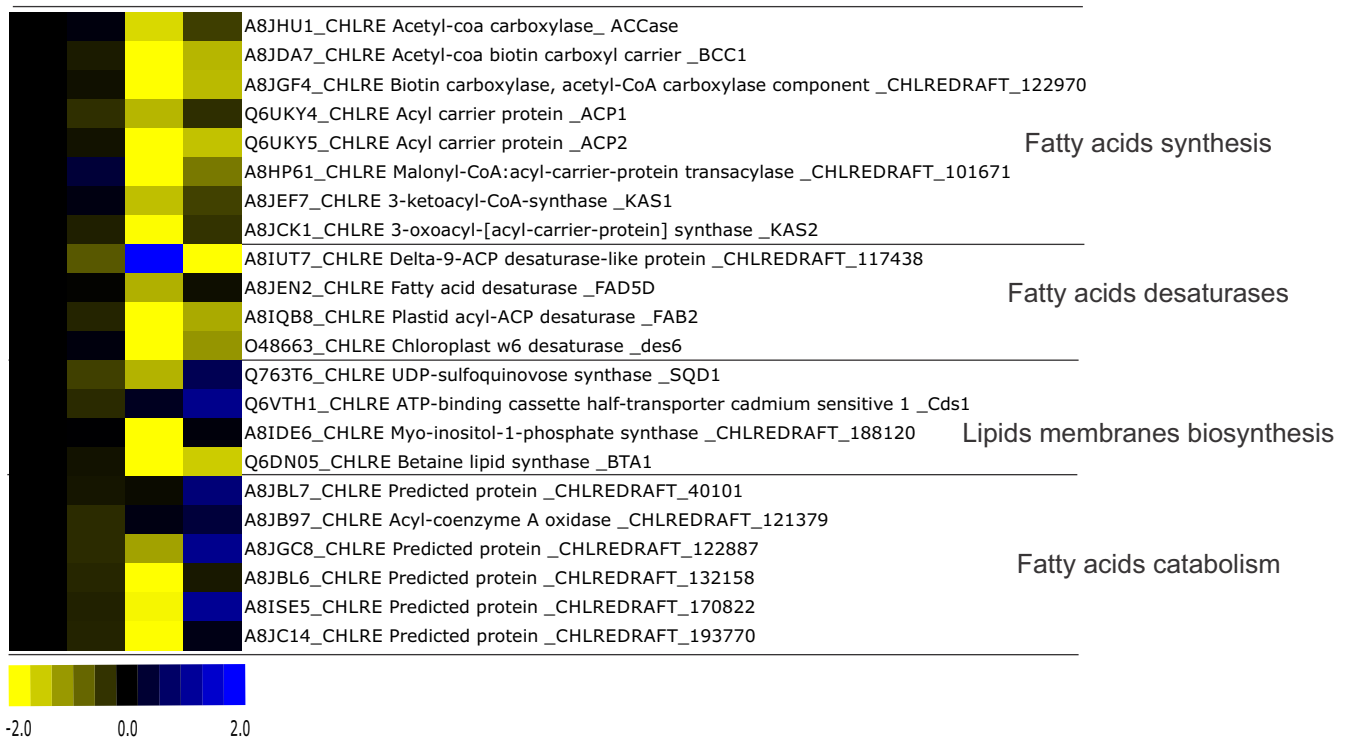 A8JHU1_CHLRE Acetyl-coa carboxylase_ ACCase
A8JDA7_CHLRE Acetyl-coa biotin carboxyl carrier _BCC1
A8JGF4_CHLRE Biotin carboxylase, acetyl-CoA carboxylase component _CHLREDRAFT_122970
Q6UKY4_CHLRE Acyl carrier protein _ACP1
Q6UKY5_CHLRE Acyl carrier protein _ACP2
Fatty acids synthesis
A8HP61_CHLRE Malonyl-CoA:acyl-carrier-protein transacylase _CHLREDRAFT_101671
A8JEF7_CHLRE 3-ketoacyl-CoA-synthase _KAS1
A8JCK1_CHLRE 3-oxoacyl-[acyl-carrier-protein] synthase _KAS2
A8IUT7_CHLRE Delta-9-ACP desaturase-like protein _CHLREDRAFT_117438
A8JEN2_CHLRE Fatty acid desaturase _FAD5D
Fatty acids desaturases
A8IQB8_CHLRE Plastid acyl-ACP desaturase _FAB2
O48663_CHLRE Chloroplast w6 desaturase _des6
Q763T6_CHLRE UDP-sulfoquinovose synthase _SQD1
Q6VTH1_CHLRE ATP-binding cassette half-transporter cadmium sensitive 1 _Cds1
A8IDE6_CHLRE Myo-inositol-1-phosphate synthase _CHLREDRAFT_188120
Lipids membranes biosynthesis
Q6DN05_CHLRE Betaine lipid synthase _BTA1
A8JBL7_CHLRE Predicted protein _CHLREDRAFT_40101
A8JB97_CHLRE Acyl-coenzyme A oxidase _CHLREDRAFT_121379
A8JGC8_CHLRE Predicted protein _CHLREDRAFT_122887
Fatty acids catabolism
A8JBL6_CHLRE Predicted protein _CHLREDRAFT_132158
A8ISE5_CHLRE Predicted protein _CHLREDRAFT_170822
A8JC14_CHLRE Predicted protein _CHLREDRAFT_193770
-2.0 0.0 2.0